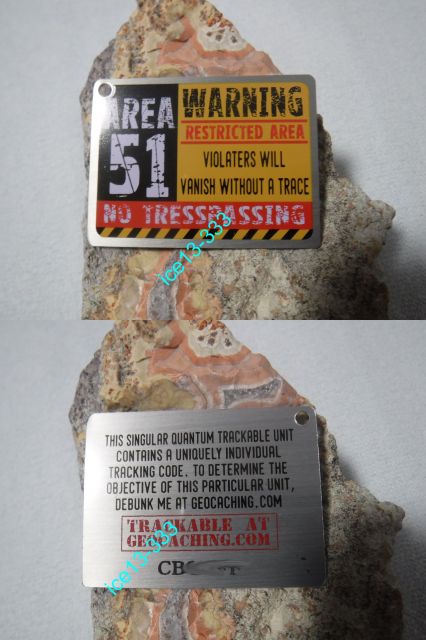 AREA
51
WARNING
RESTRICTED AREA
VIOLATERS WILL
VANISH WITHOUT A TRACE
NO TRESSPASSING
ice13-333
THIS SINGULAR QUANTUM TRACKABLE UNIT
CONTAINS A UNIQUELY INDIVIDUAL
TRACKING CODE. TO DETERMINE THE
OBJECTIVE OF THIS PARTICULAR UNIT,
DEBUNK ME AT GEOCACHING.COM
TRACKABLE AT
GEOCACHING.COM
ice13-333